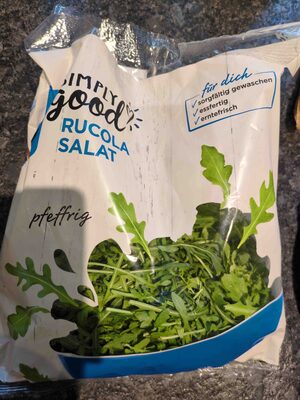 SIMPLY
good
RUCOLA
SALAT
für dich
✓ sorgfältig gewaschen
✓ essfertig
✓ erntefrisch
pfeffrig